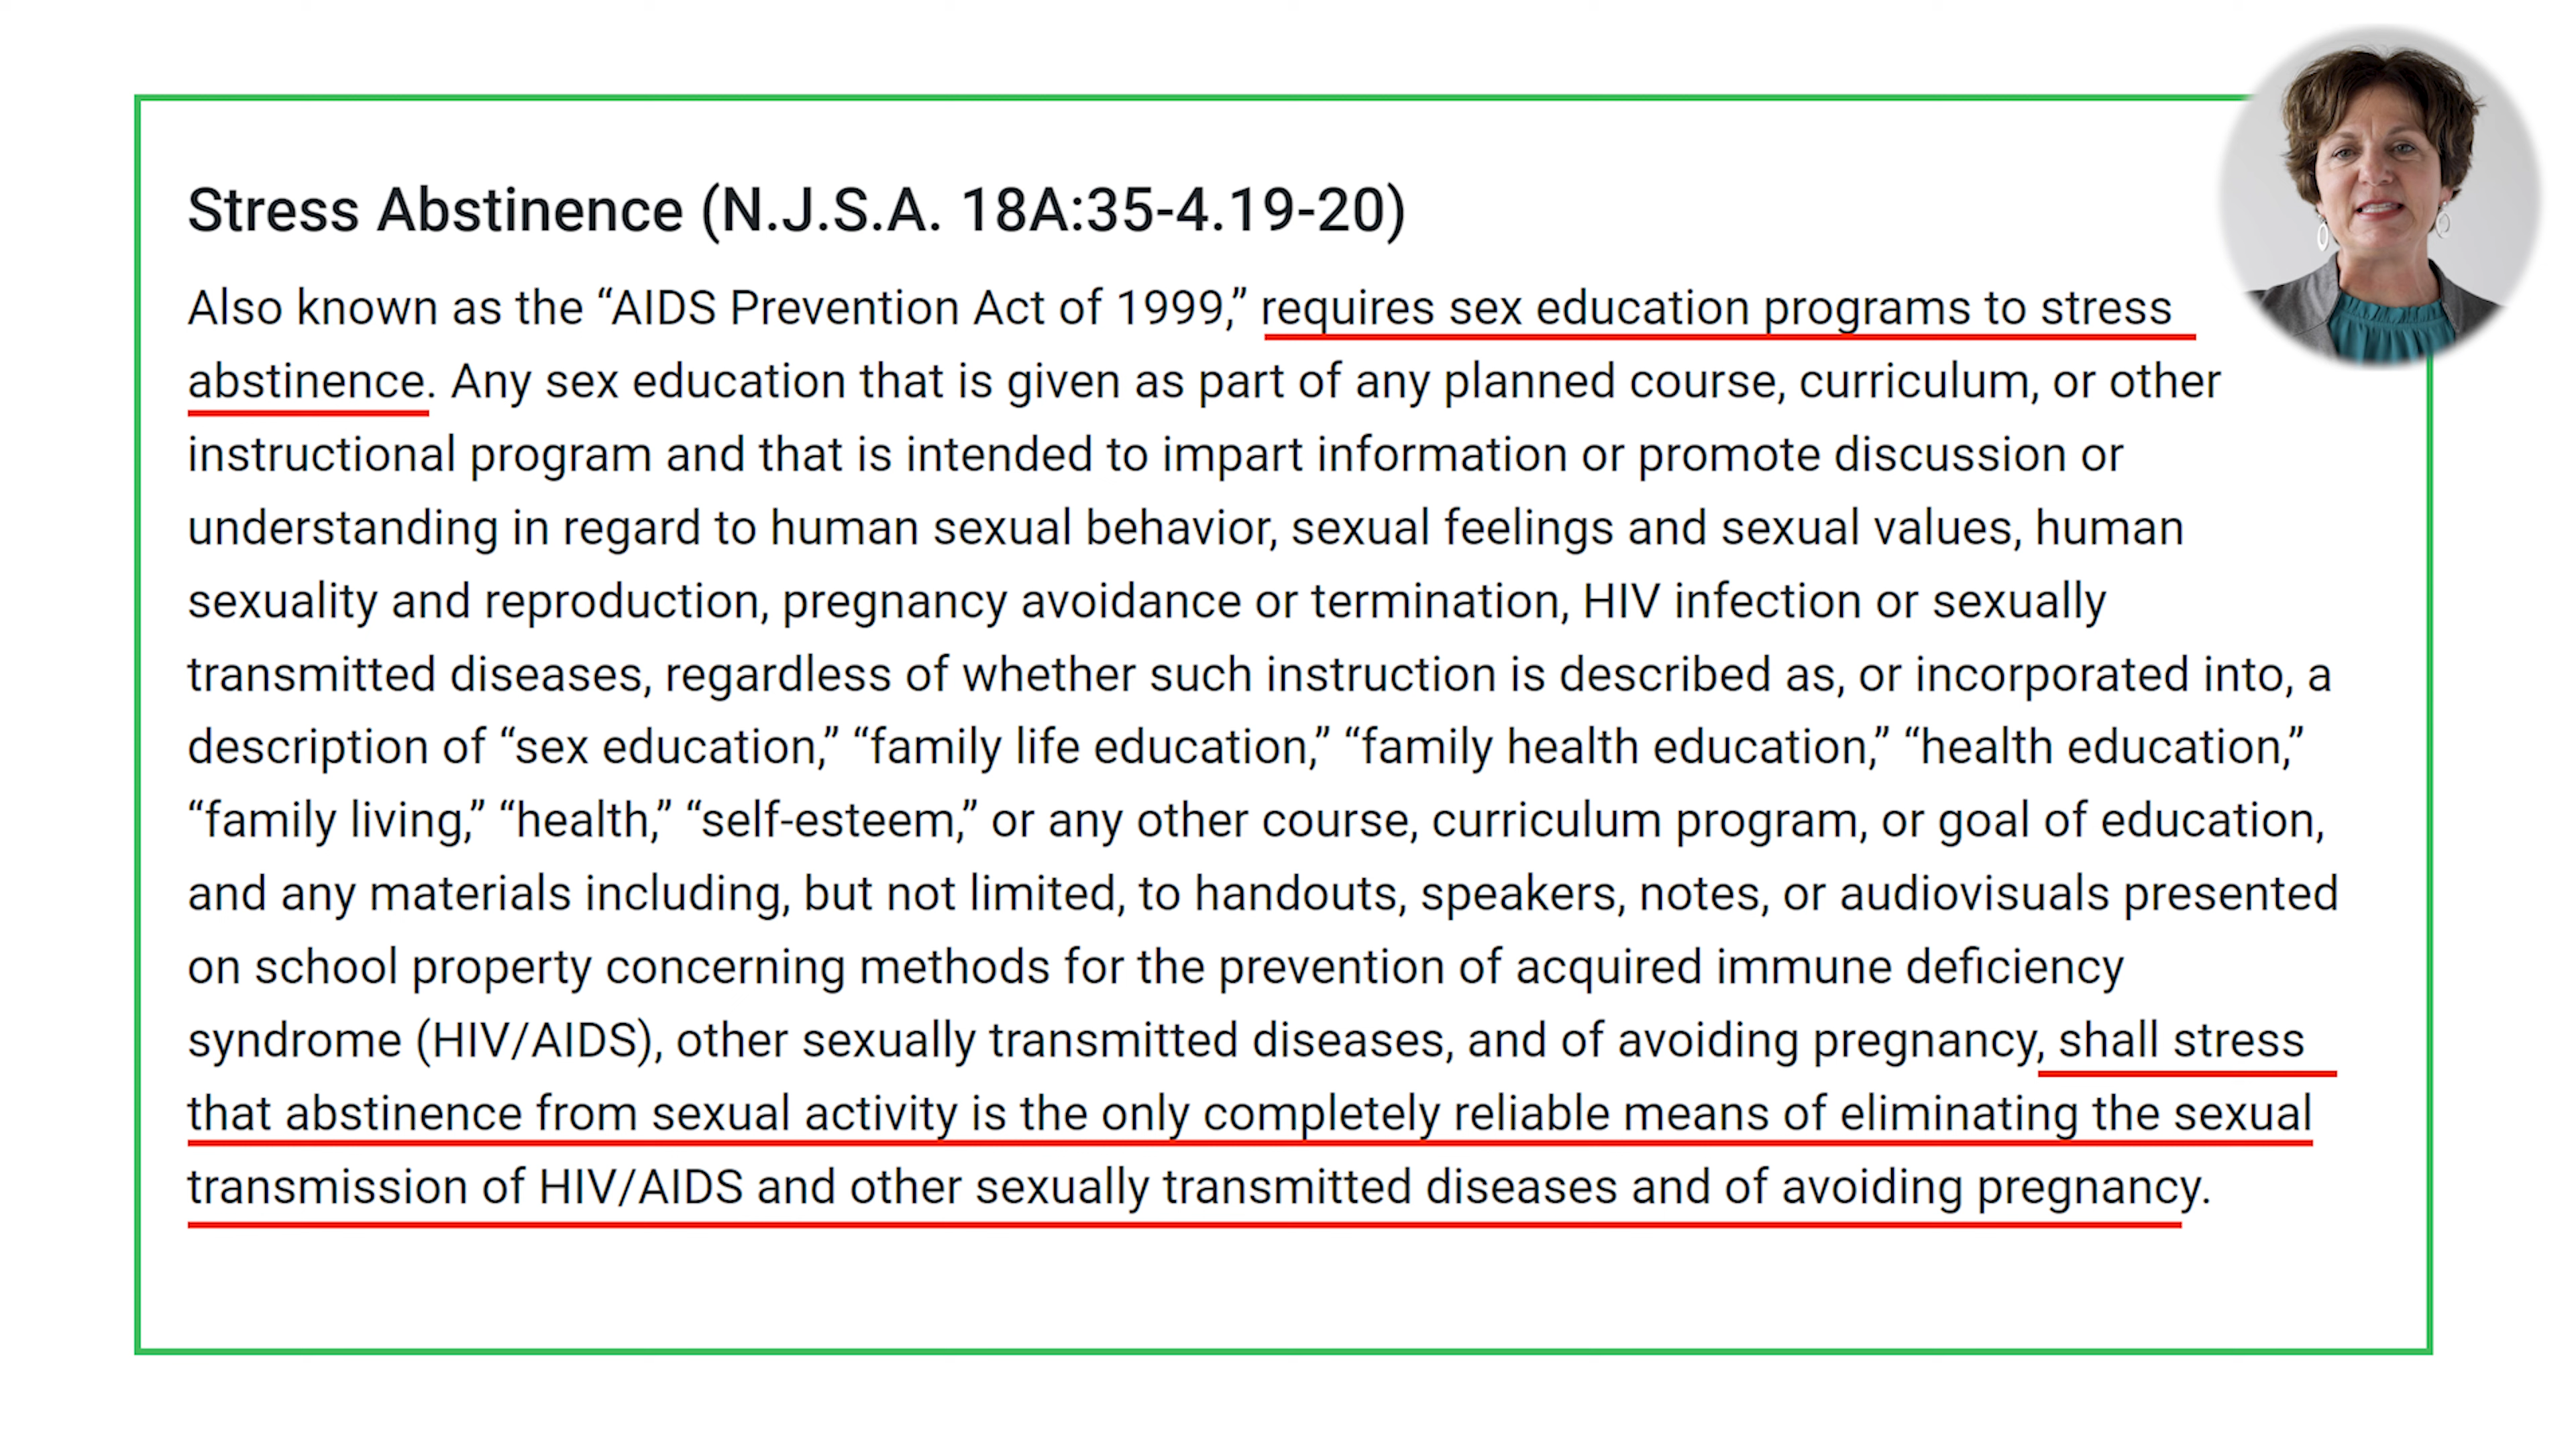 Stress Abstinence (N.J.S.A. 18A:35-4.19-20)
Also known as the “AIDS Prevention Act of 1999,” requires sex education programs to stress
abstinence. Any sex education that is given as part of any planned course, curriculum, or other
instructional program and that is intended to impart information or promote discussion or
understanding in regard to human sexual behavior, sexual feelings and sexual values, human
sexuality and reproduction, pregnancy avoidance or termination, HIV infection or sexually
transmitted diseases, regardless of whether such instruction is described as, or incorporated into, a
description of “sex education,” “family life education,” “family health education,” “health education,”
“family living,” “health,” “self-esteem,” or any other course, curriculum program, or goal of education,
and any materials including, but not limited, to handouts, speakers, notes, or audiovisuals presented
on school property concerning methods for the prevention of acquired immune deficiency
syndrome (HIV/AIDS), other sexually transmitted diseases, and of avoiding pregnancy, shall stress
that abstinence from sexual activity is the only completely reliable means of eliminating the sexual
transmission of HIV/AIDS and other sexually transmitted diseases and of avoiding pregnancy.